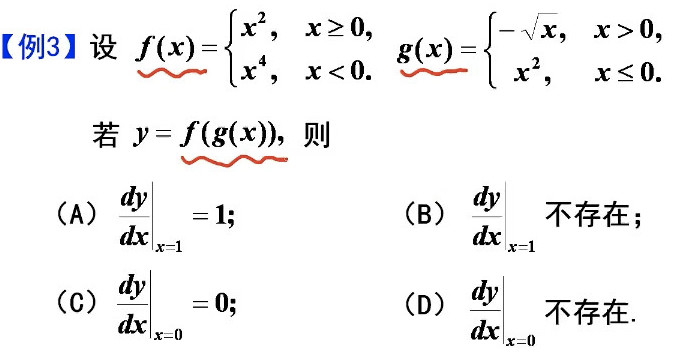 【例3】设 f(x) = { x², x ≥ 0, x⁴, x < 0. g(x) = { −√x, x > 0, x², x ≤ 0.
若 y = f(g(x)), 则
(A) dy/dx|ₓ₌₁ = 1; (B) dy/dx|ₓ₌₁ 不存在;
(C) dy/dx|ₓ₌₀ = 0; (D) dy/dx|ₓ₌₀ 不存在.